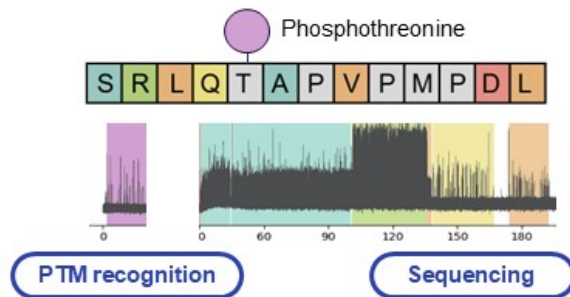 Phosphothreonine
S R L Q T A P V P M P D L
0 0 60 90 120 150 180
PTM recognition Sequencing